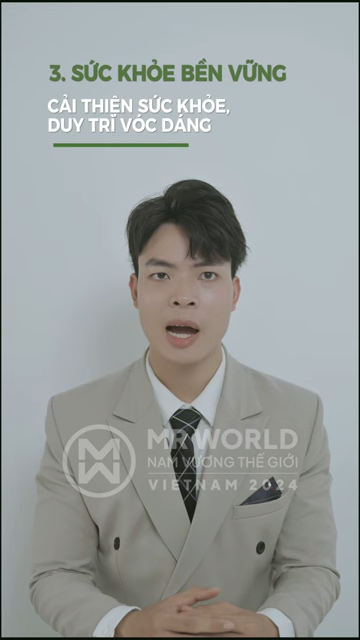 3. SỨC KHỎE BỀN VỮNG
CẢI THIỆN SỨC KHỎE,
DUY TRÌ VÓC DÁNG
MR WORLD
NAM VƯƠNG THẾ GIỚI
VIETNAM 2024